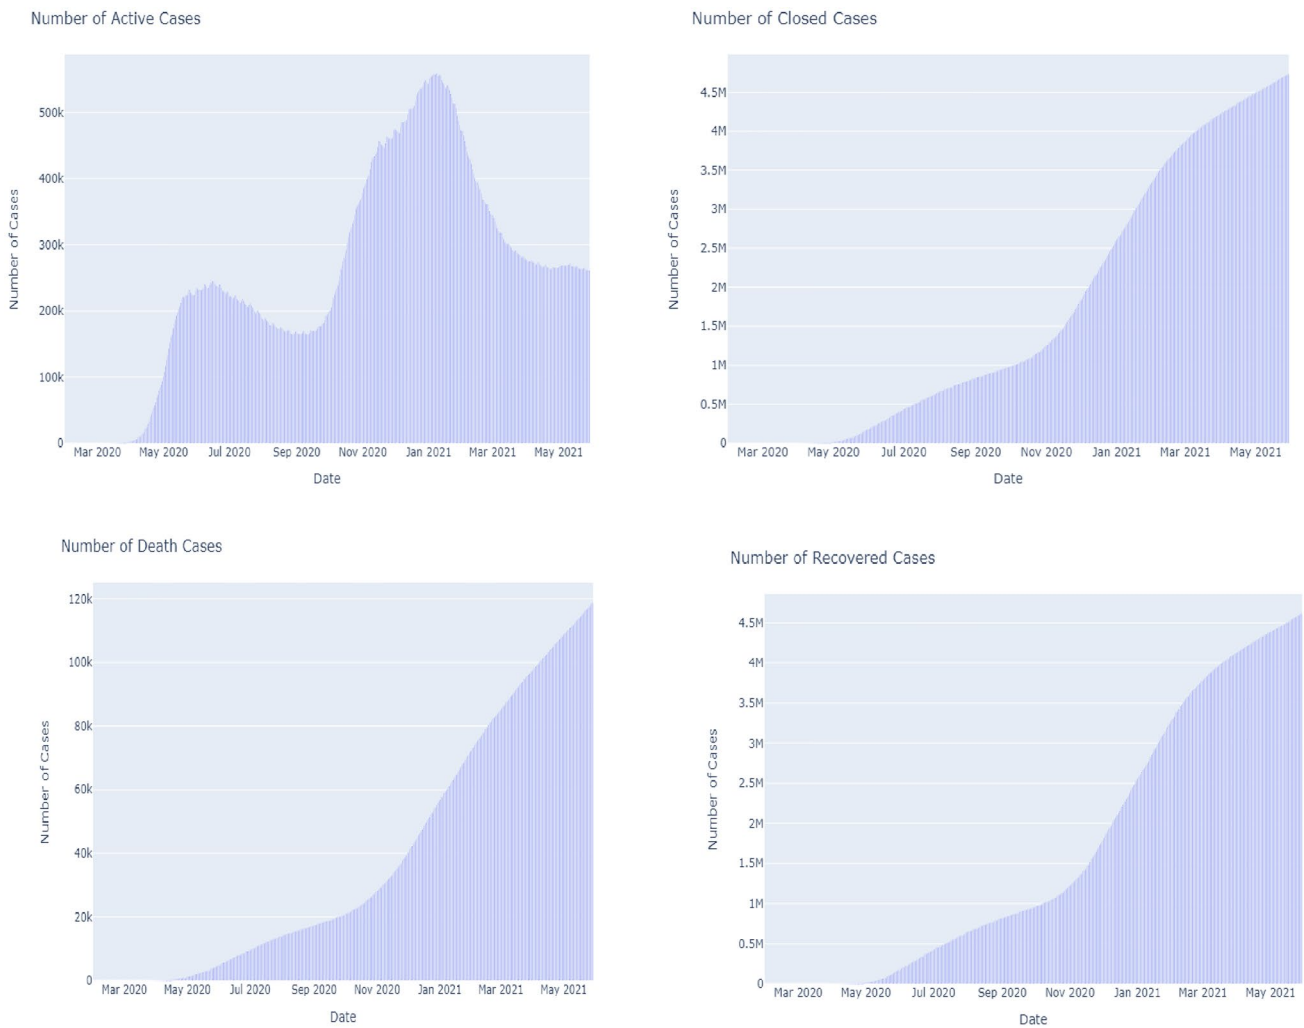 Number of Active Cases
Number of Cases
500k
400k
300k
200k
100k
0
Mar 2020 May 2020 Jul 2020 Sep 2020 Nov 2020 Jan 2021 Mar 2021 May 2021
Date
Number of Closed Cases
Number of Cases
4.5M
4M
3.5M
3M
2.5M
2M
1.5M
1M
0.5M
0
Mar 2020 May 2020 Jul 2020 Sep 2020 Nov 2020 Jan 2021 Mar 2021 May 2021
Date
Number of Death Cases
Number of Cases
120k
100k
80k
60k
40k
20k
0
Mar 2020 May 2020 Jul 2020 Sep 2020 Nov 2020 Jan 2021 Mar 2021 May 2021
Date
Number of Recovered Cases
Number of Cases
4.5M
4M
3.5M
3M
2.5M
2M
1.5M
1M
0.5M
0
Mar 2020 May 2020 Jul 2020 Sep 2020 Nov 2020 Jan 2021 Mar 2021 May 2021
Date